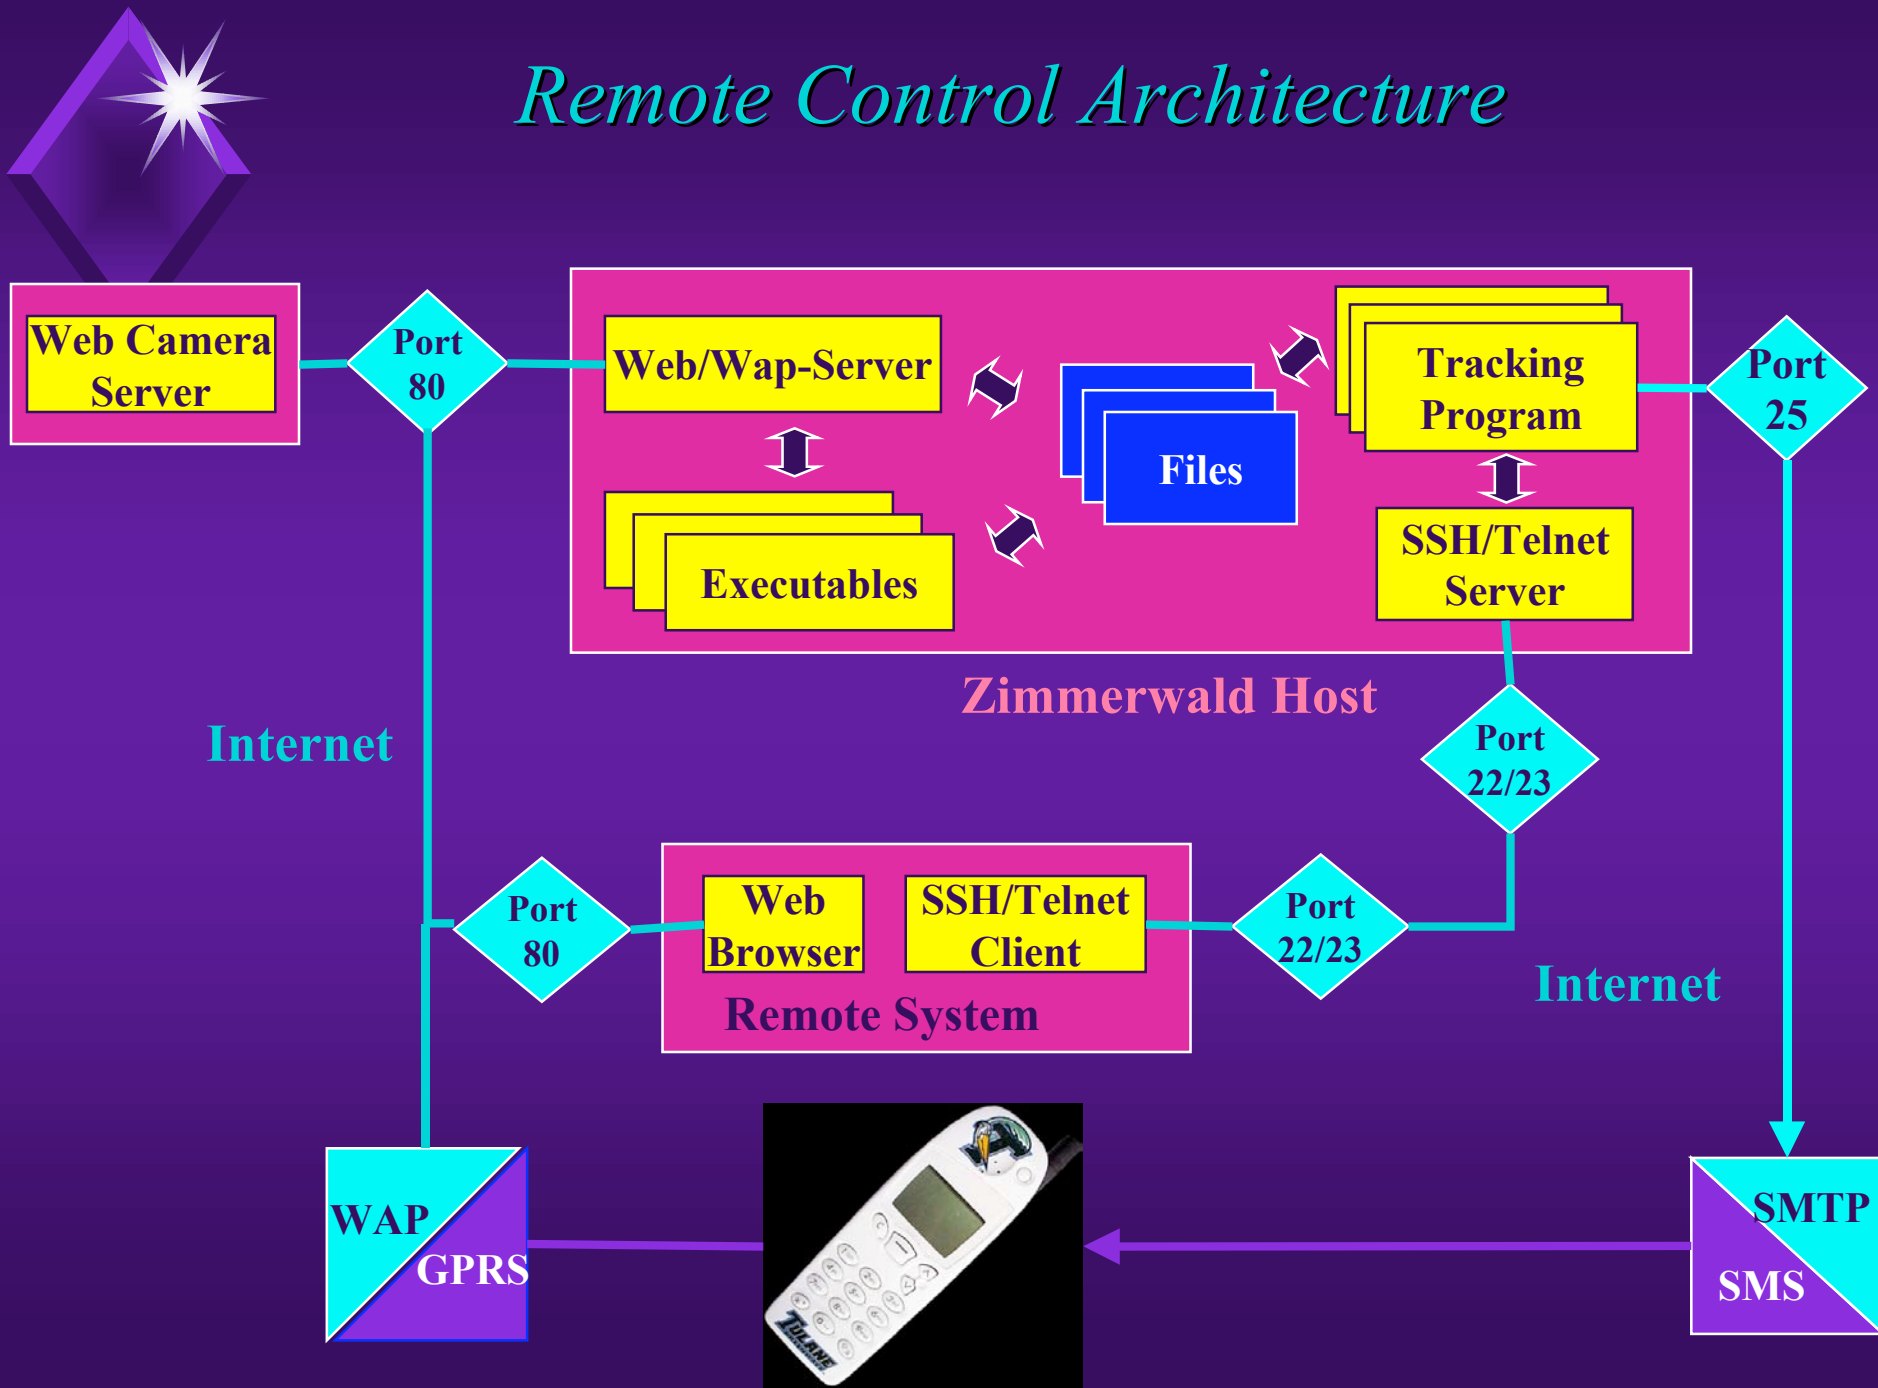 Remote Control Architecture
Web Camera
Server
Port
80
Web/Wap-Server
Executables
Files
Tracking
Program
SSH/Telnet
Server
Port
25
Zimmerwald Host
Internet
Port
22/23
Port
80
Web
Browser
SSH/Telnet
Client
Remote System
Port
22/23
Internet
WAP
GPRS
TULANE
SMTP
SMS